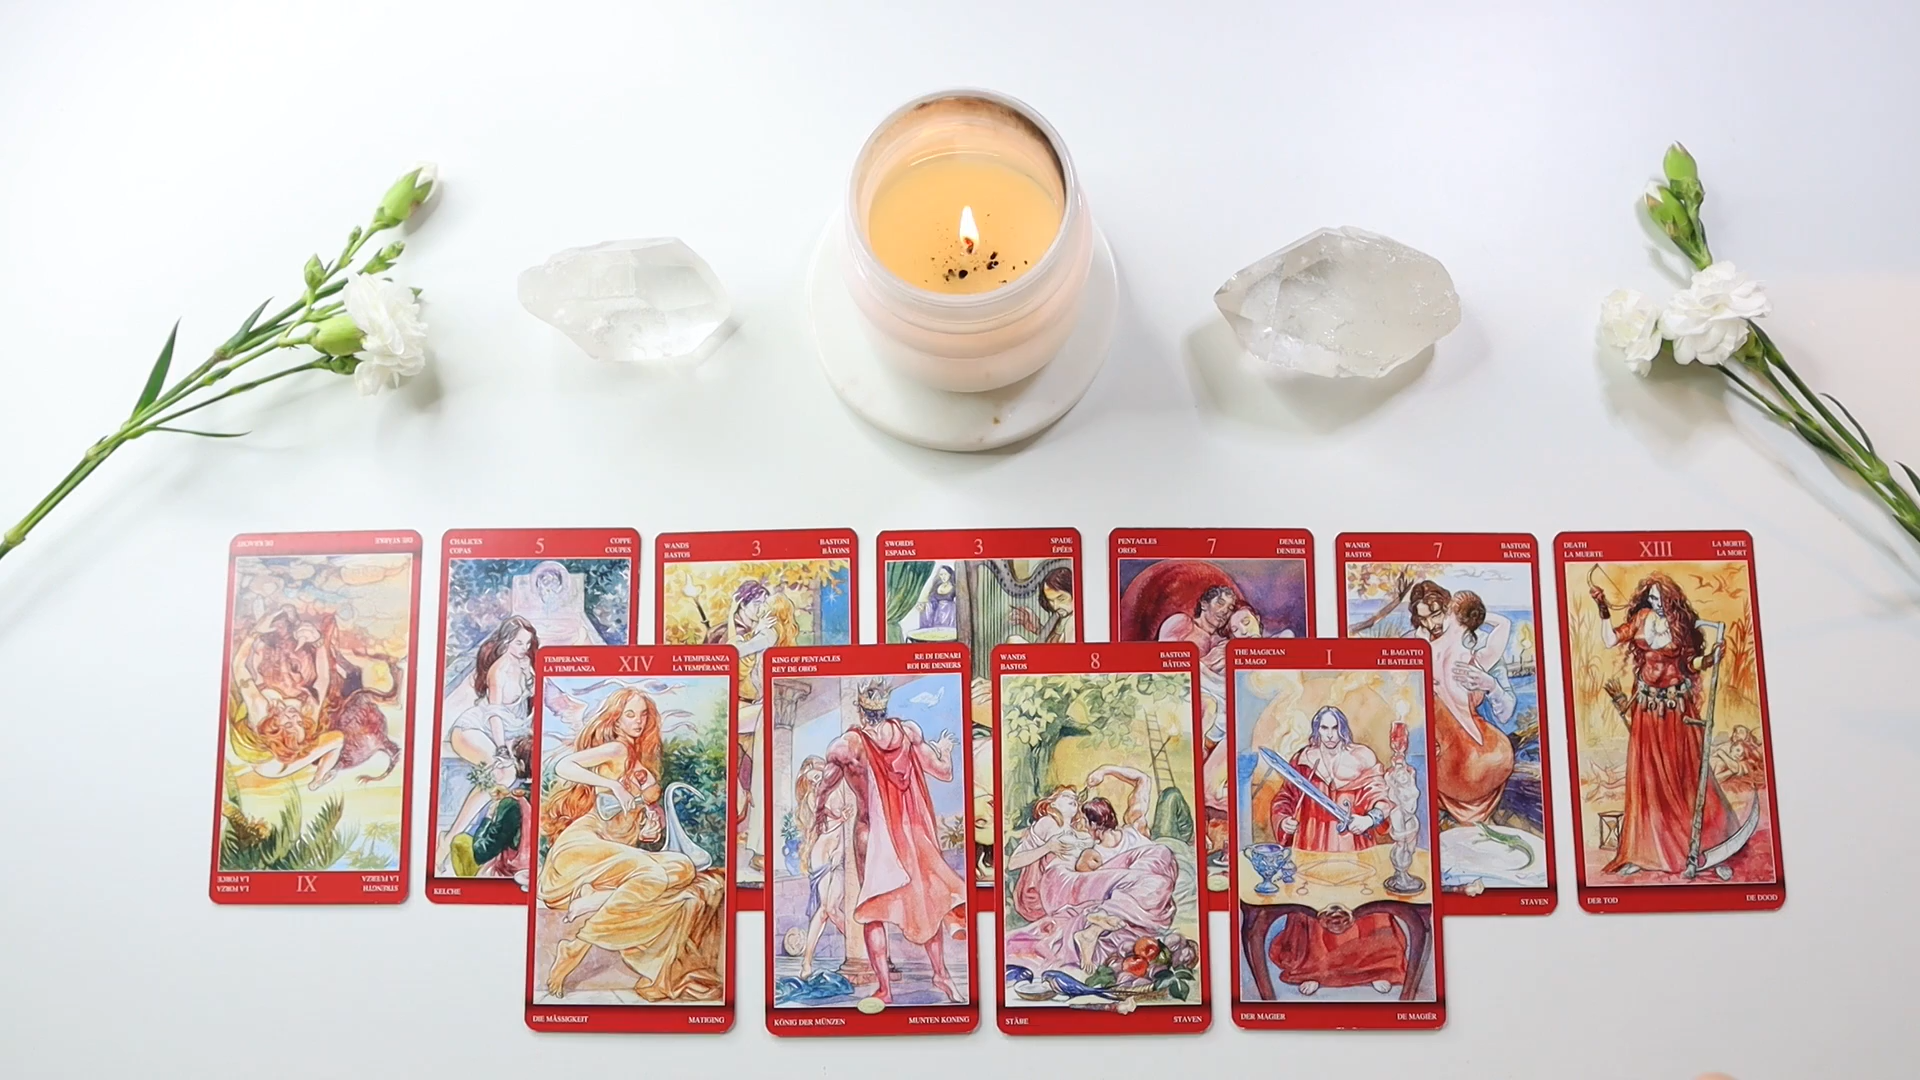 DIE KRACHT
5
CHALICES
COPAS
COPPE
COUPES
3
WANDS
BASTOS
BASTONI
BÂTONS
3
SWORDS
ESPADAS
SPADE
ÉPÉES
7
PENTACLES
OROS
DENARI
DENIERS
7
WANDS
BASTOS
BASTONI
BÂTONS
XIII
DEATH
LA MUERTE
LA MORTE
LA MORT
XI
STRENGTH
LA FUERZA
LA FORZA
LA FORCE
KELCHE
STAVEN
DER TOD
DE DOOD
XIV
TEMPERANCE
LA TEMPLANZA
LA TEMPERANZA
LA TEMPÉRANCE
DIE MÄSSIGKEIT
MATIGING
KING OF PENTACLES
REY DE OROS
RE DI DENARI
ROI DE DENIERS
KÖNIG DER MÜNZEN
MUNTEN KONING
8
WANDS
BASTOS
BASTONI
BÂTONS
STÄBE
STAVEN
I
THE MAGICIAN
EL MAGO
IL BAGATTO
LE BATELEUR
DER MAGIER
DE MAGIËR